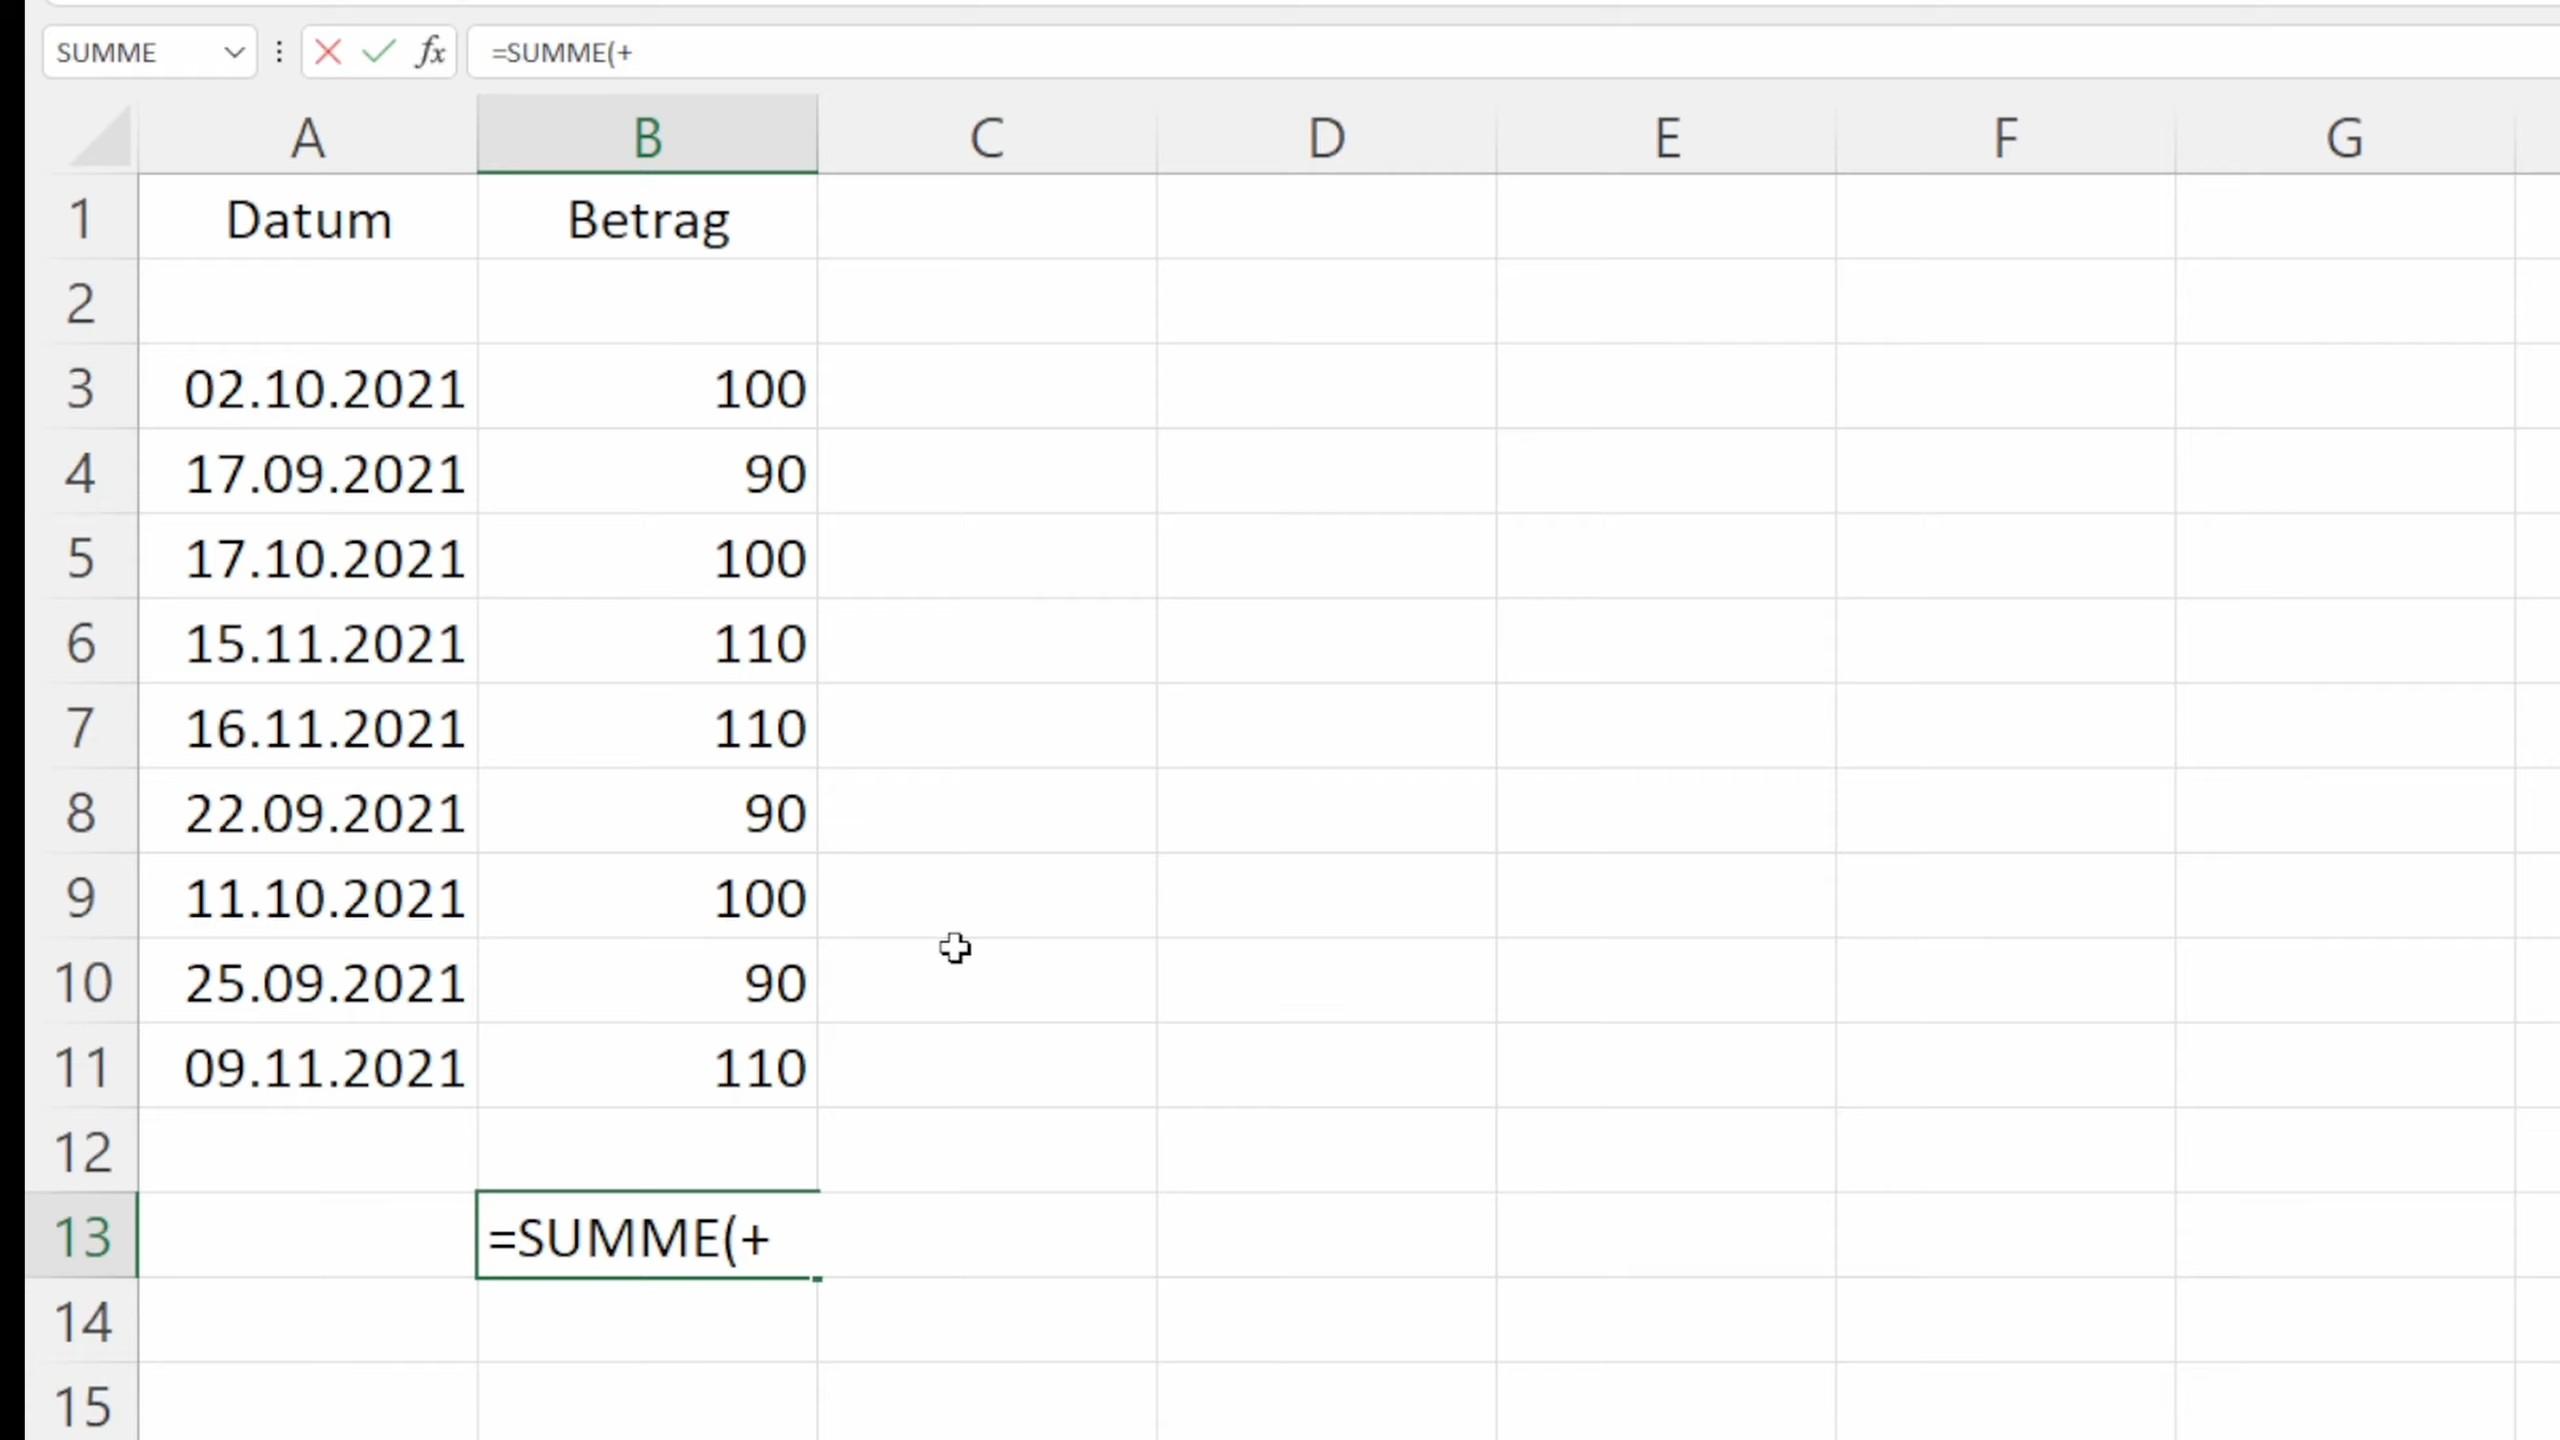 SUMME fx =SUMME(+
A B C D E F G
1 Datum Betrag
2
3 02.10.2021 100
4 17.09.2021 90
5 17.10.2021 100
6 15.11.2021 110
7 16.11.2021 110
8 22.09.2021 90
9 11.10.2021 100
10 25.09.2021 90
11 09.11.2021 110
12
13 =SUMME(+
14
15